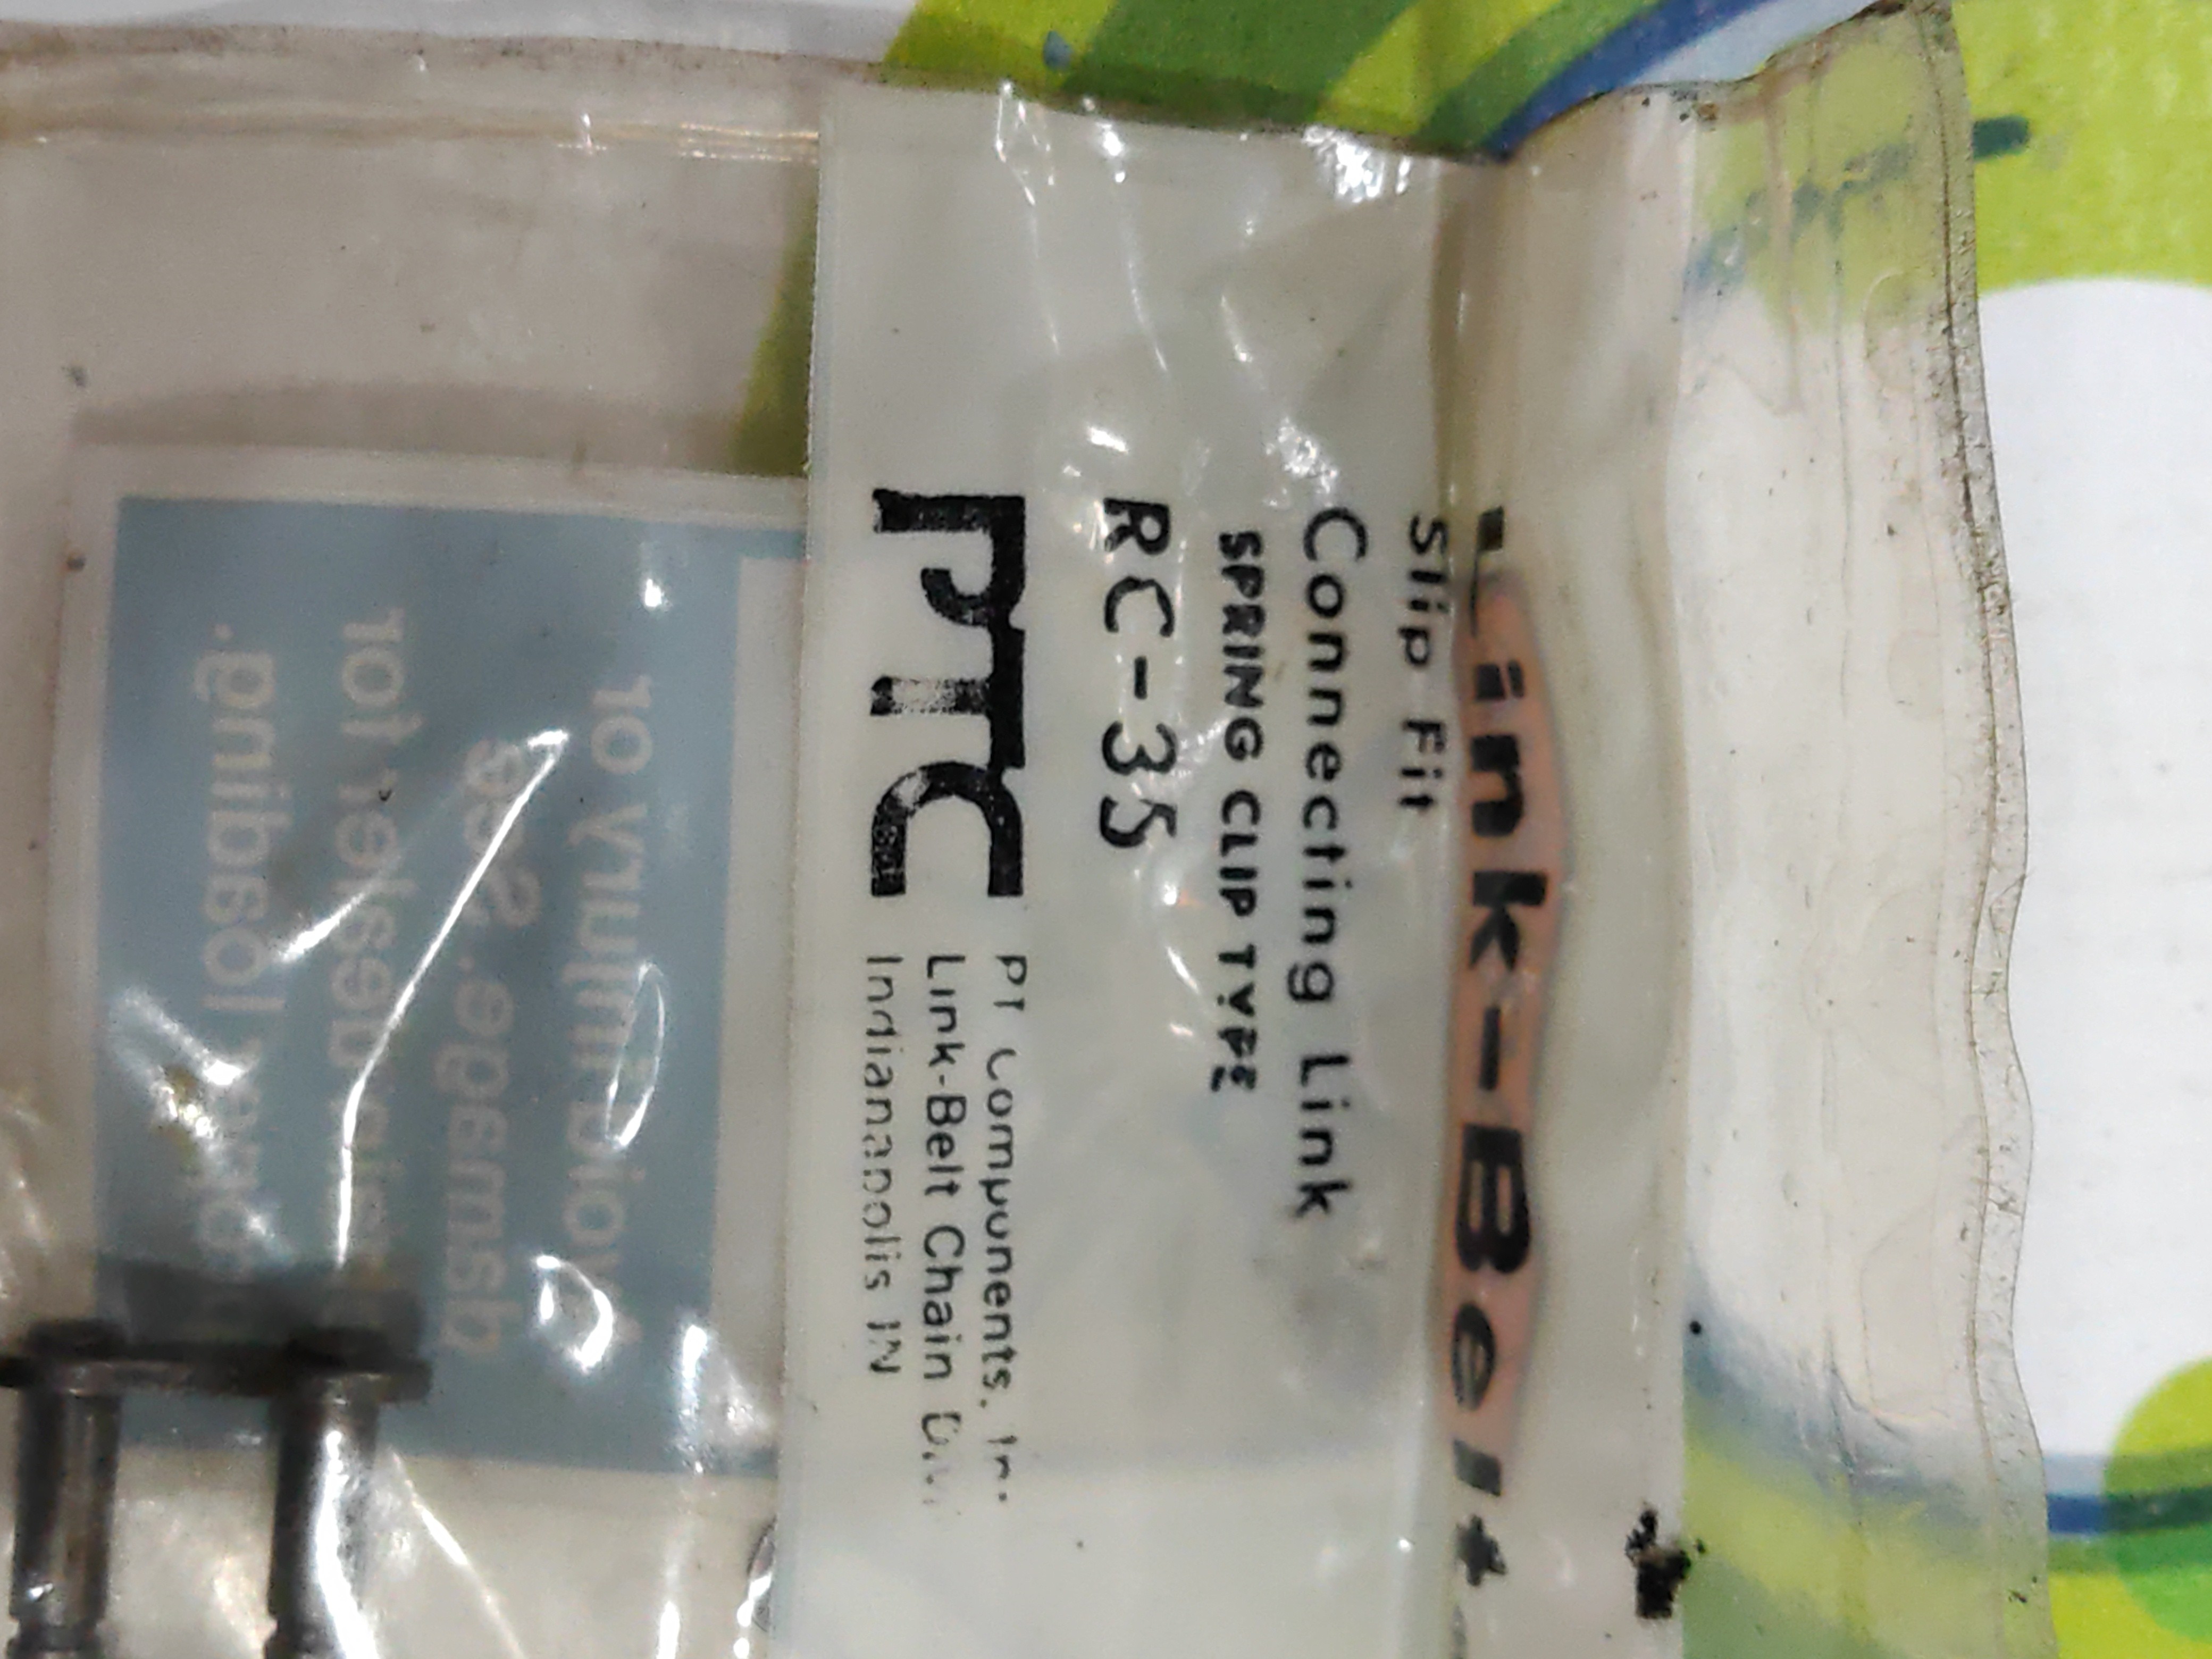 Link-Belt
Slip Fit
Connecting Link
SPRING CLIP TYPE
RC-35
PTC
PT Components, Inc.
Link-Belt Chain Div.
Indianapolis IN